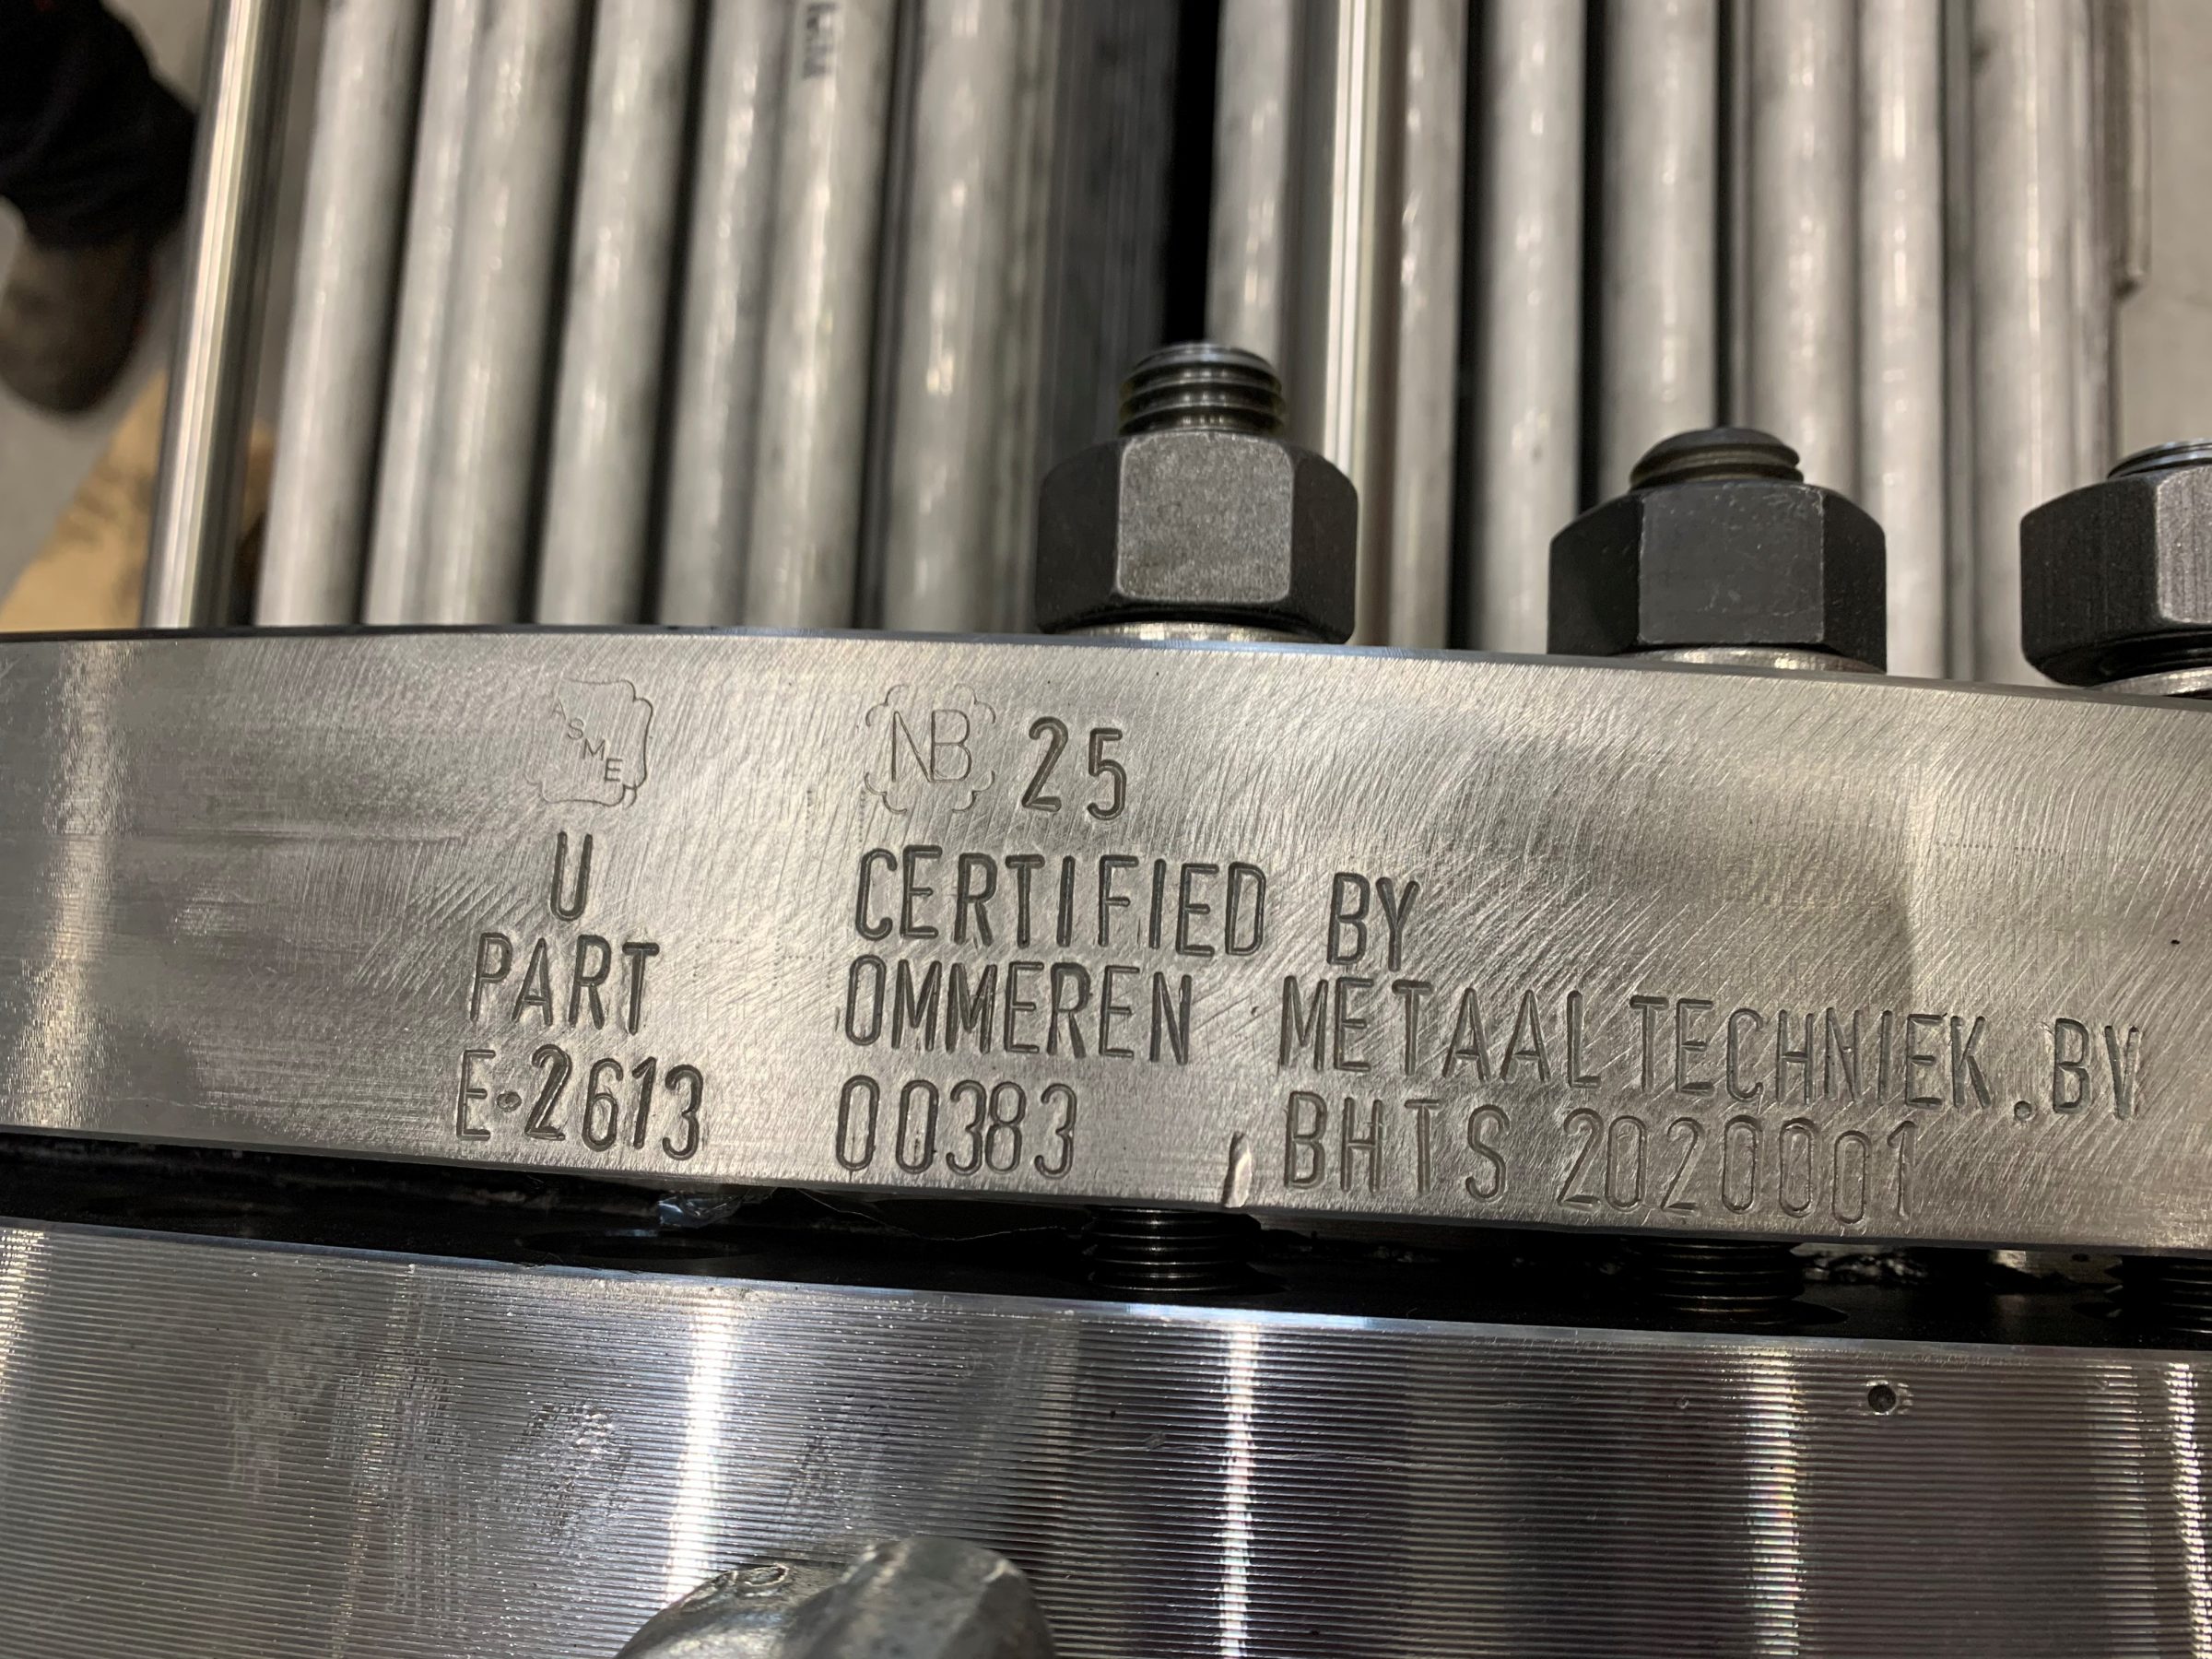 ASME
NB 25
U
CERTIFIED BY
PART
OMMEREN METAALTECHNIEK.BV
E·2613
00383
BHTS 2020001